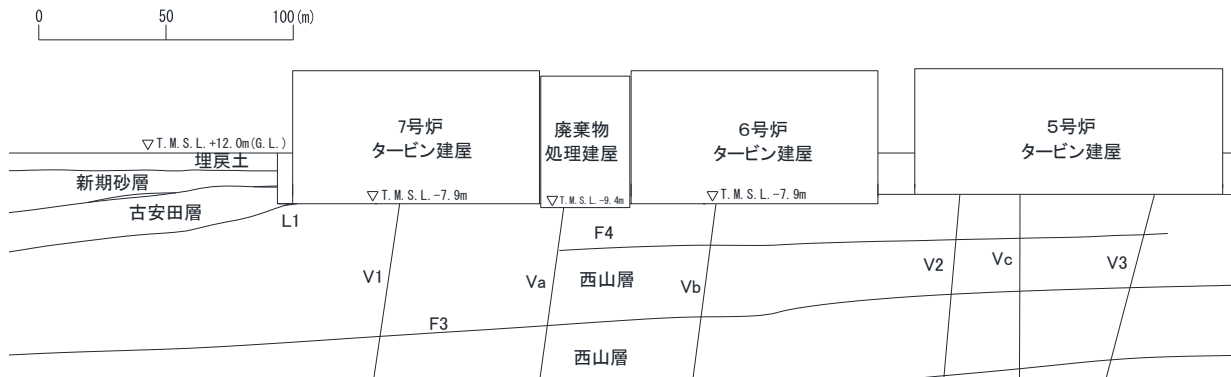 0 50 100(m)
7号炉
タービン建屋
廃棄物
処理建屋
6号炉
タービン建屋
5号炉
タービン建屋
▽T.M.S.L.+12.0m(G.L.)
埋戻土
新期砂層
古安田層
▽T.M.S.L.-7.9m
▽T.M.S.L.-9.4m
▽T.M.S.L.-7.9m
L1
F4
V1
Va
西山層
Vb
V2
Vc
V3
F3
西山層